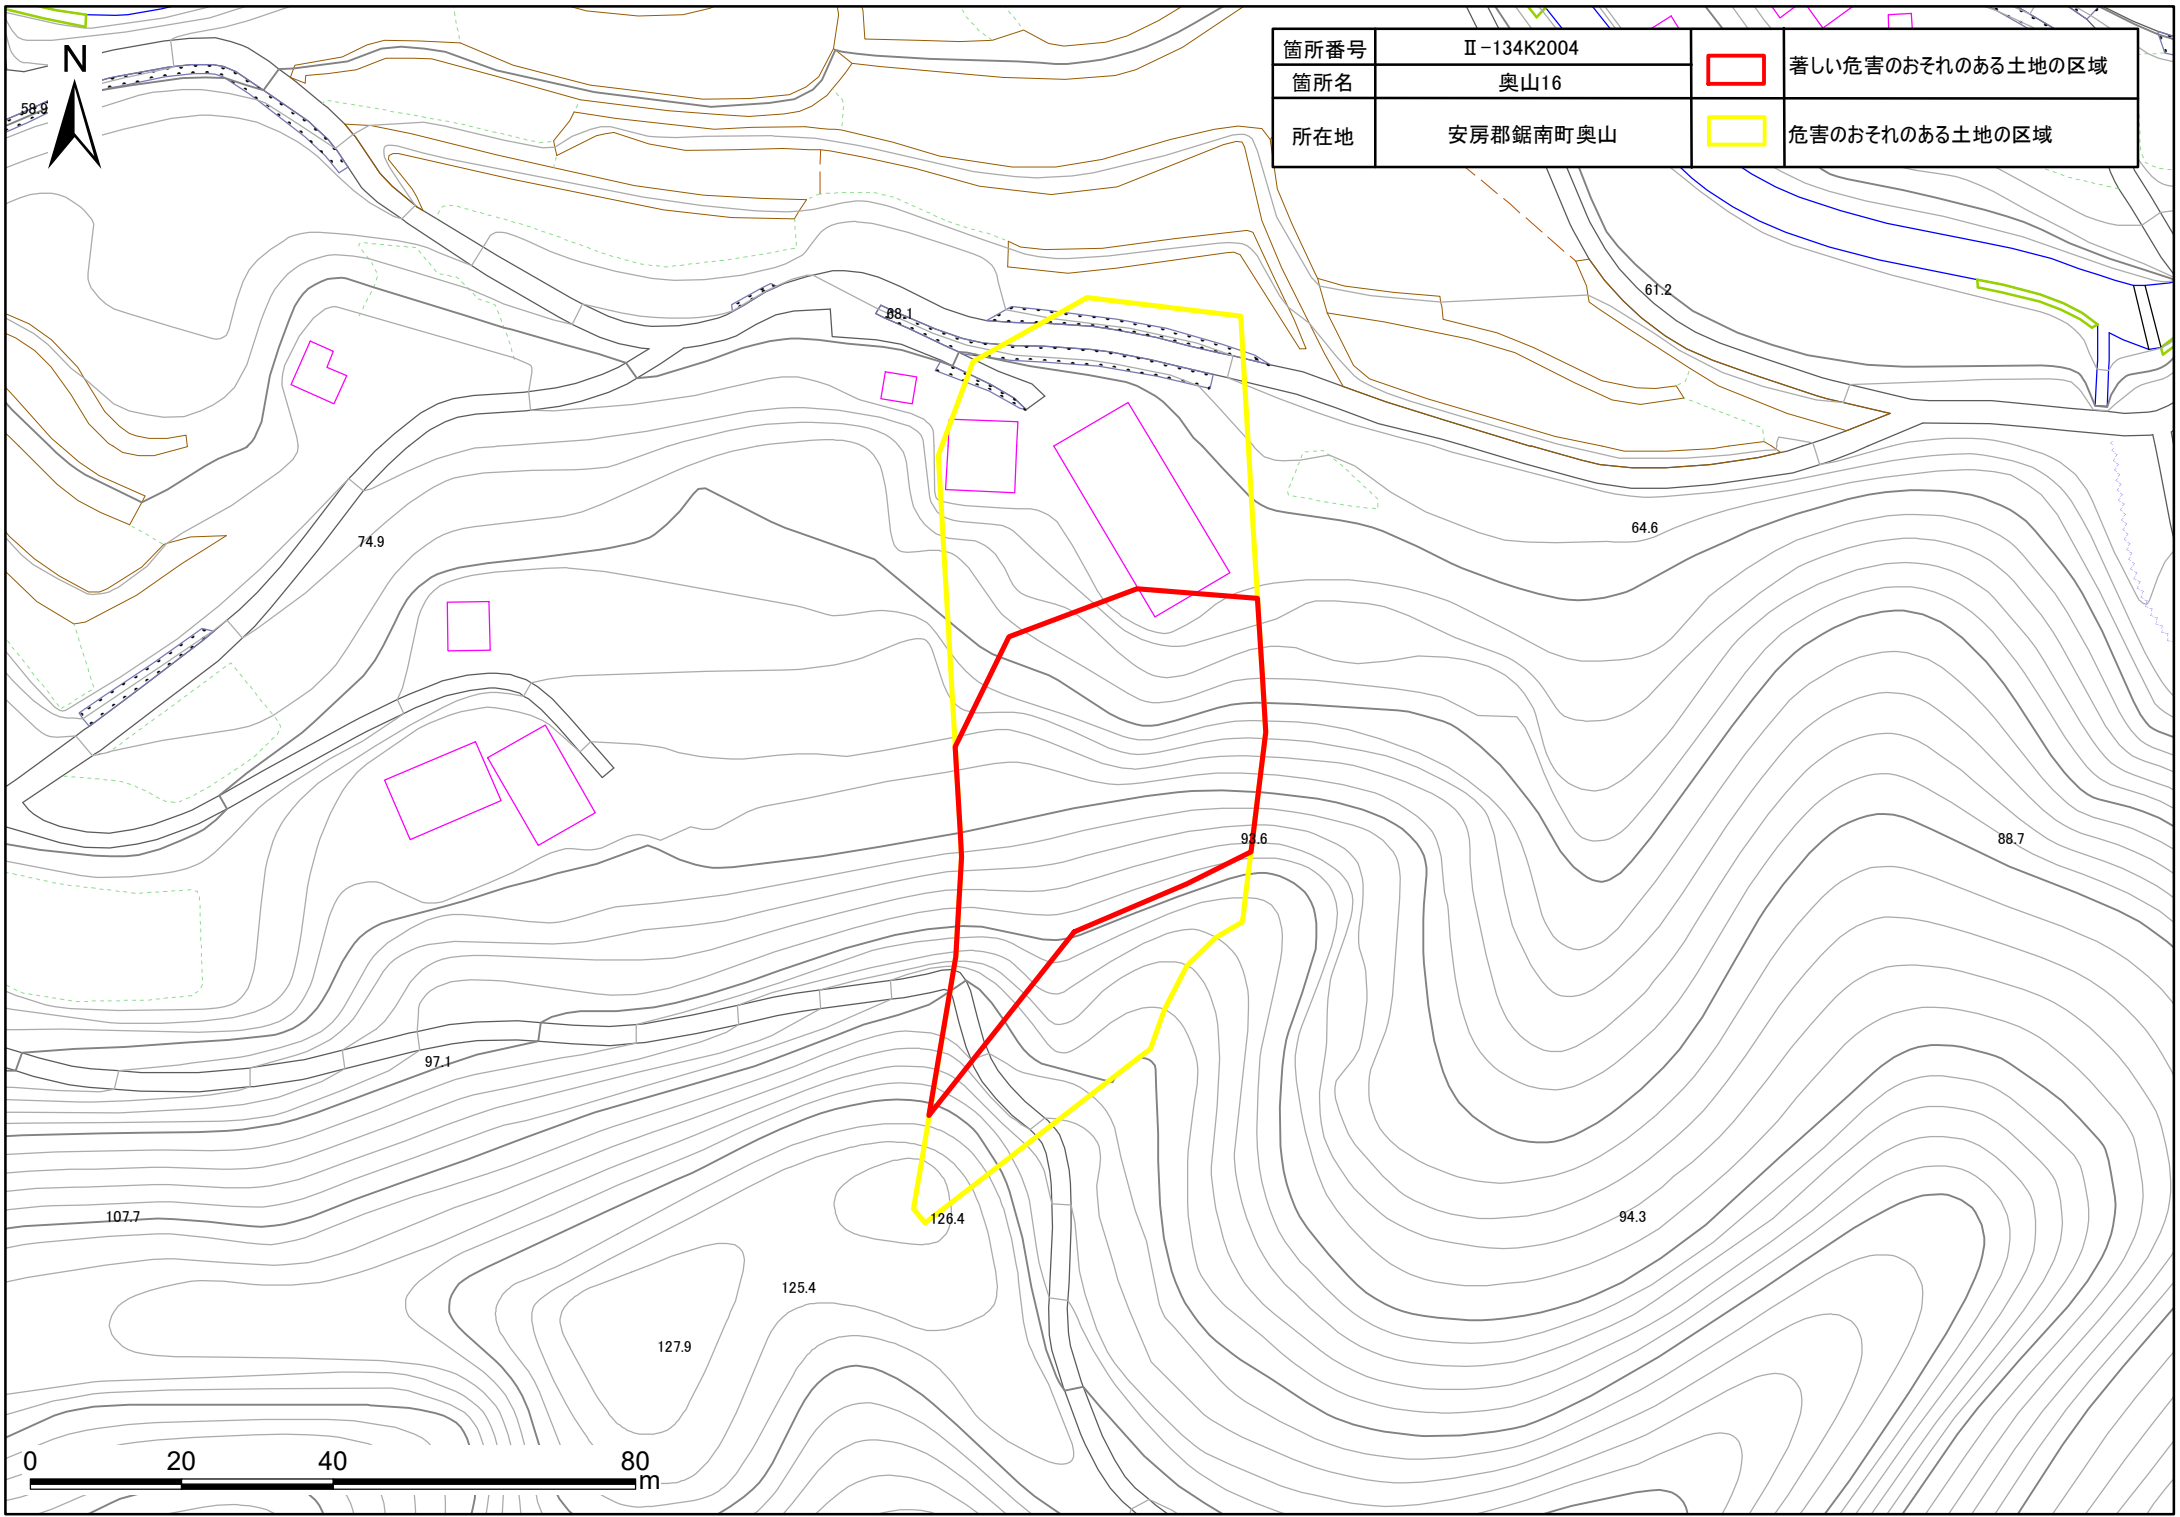 N
箇所番号 Ⅱ-134K2004 著しい危害のおそれのある土地の区域
箇所名 奥山16
所在地 安房郡鋸南町奥山 危害のおそれのある土地の区域
58.9
61.2
68.1
64.6
74.9
93.6
88.7
97.1
107.7
126.4
94.3
125.4
127.9
0 20 40 80
m